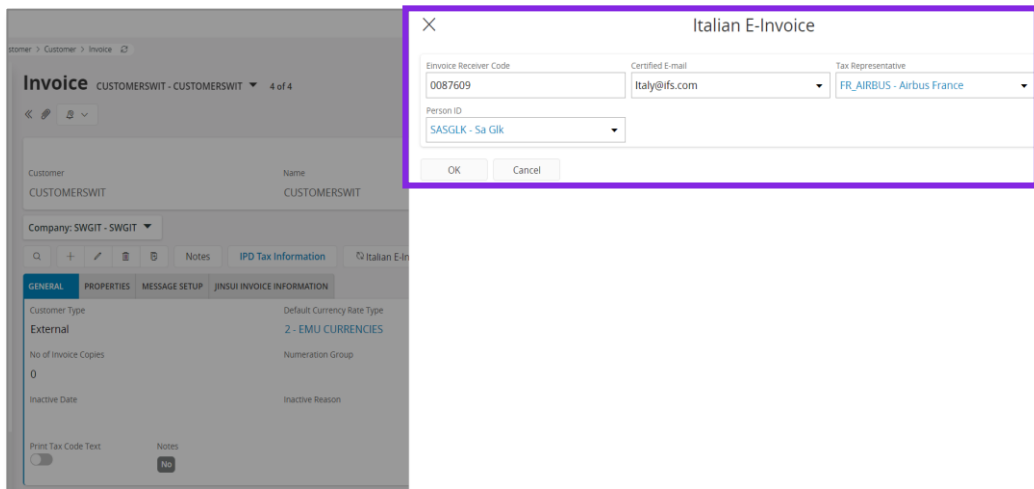 stomer > Customer > Invoice
Invoice CUSTOMERSWIT - CUSTOMERSWIT 4 of 4
Customer Name
CUSTOMERSWIT CUSTOMERSWIT
Company: SWGIT - SWGIT
Notes IPD Tax Information Italian E-In
GENERAL PROPERTIES MESSAGE SETUP JINSUI INVOICE INFORMATION
Customer Type Default Currency Rate Type
External 2 - EMU CURRENCIES
No of Invoice Copies Numeration Group
0
Inactive Date Inactive Reason
Print Tax Code Text Notes
No
Italian E-Invoice
Einvoice Receiver Code Certified E-mail Tax Representative
0087609 Italy@ifs.com FR_AIRBUS - Airbus France
Person ID
SASGLK - Sa Glk
OK Cancel